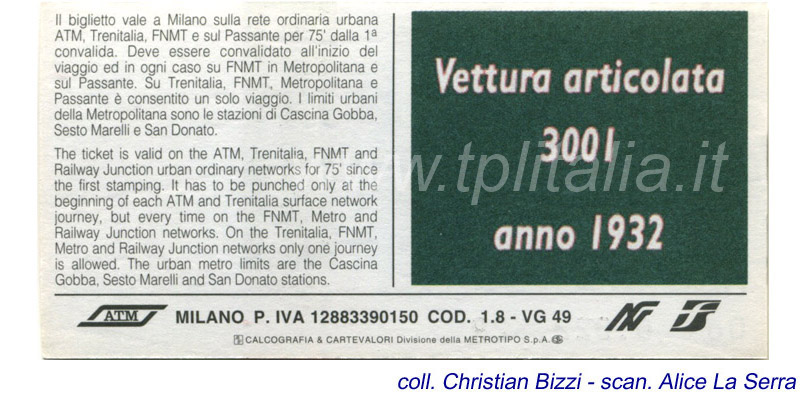 Il biglietto vale a Milano sulla rete ordinaria urbana
ATM, Trenitalia, FNMT e sul Passante per 75' dalla 1ª
convalida. Deve essere convalidato all'inizio del
viaggio ed in ogni caso su FNMT in Metropolitana e
sul Passante. Su Trenitalia, FNMT, Metropolitana e
Passante è consentito un solo viaggio. I limiti urbani
della Metropolitana sono le stazioni di Cascina Gobba,
Sesto Marelli e San Donato.
The ticket is valid on the ATM, Trenitalia, FNMT and
Railway Junction urban ordinary networks for 75' since
the first stamping. It has to be punched only at the
beginning of each ATM and Trenitalia surface network
journey, but every time on the FNMT, Metro and
Railway Junction networks. On the Trenitalia, FNMT,
Metro and Railway Junction networks only one journey
is allowed. The urban metro limits are the Cascina
Gobba, Sesto Marelli and San Donato stations.
Vettura articolata
3001
anno 1932
www.tplitalia.it
ATM MILANO P. IVA 12883390150 COD. 1.8 - VG 49
CALCOGRAFIA & CARTEVALORI Divisione della METROTIPO S.p.A.
coll. Christian Bizzi - scan. Alice La Serra